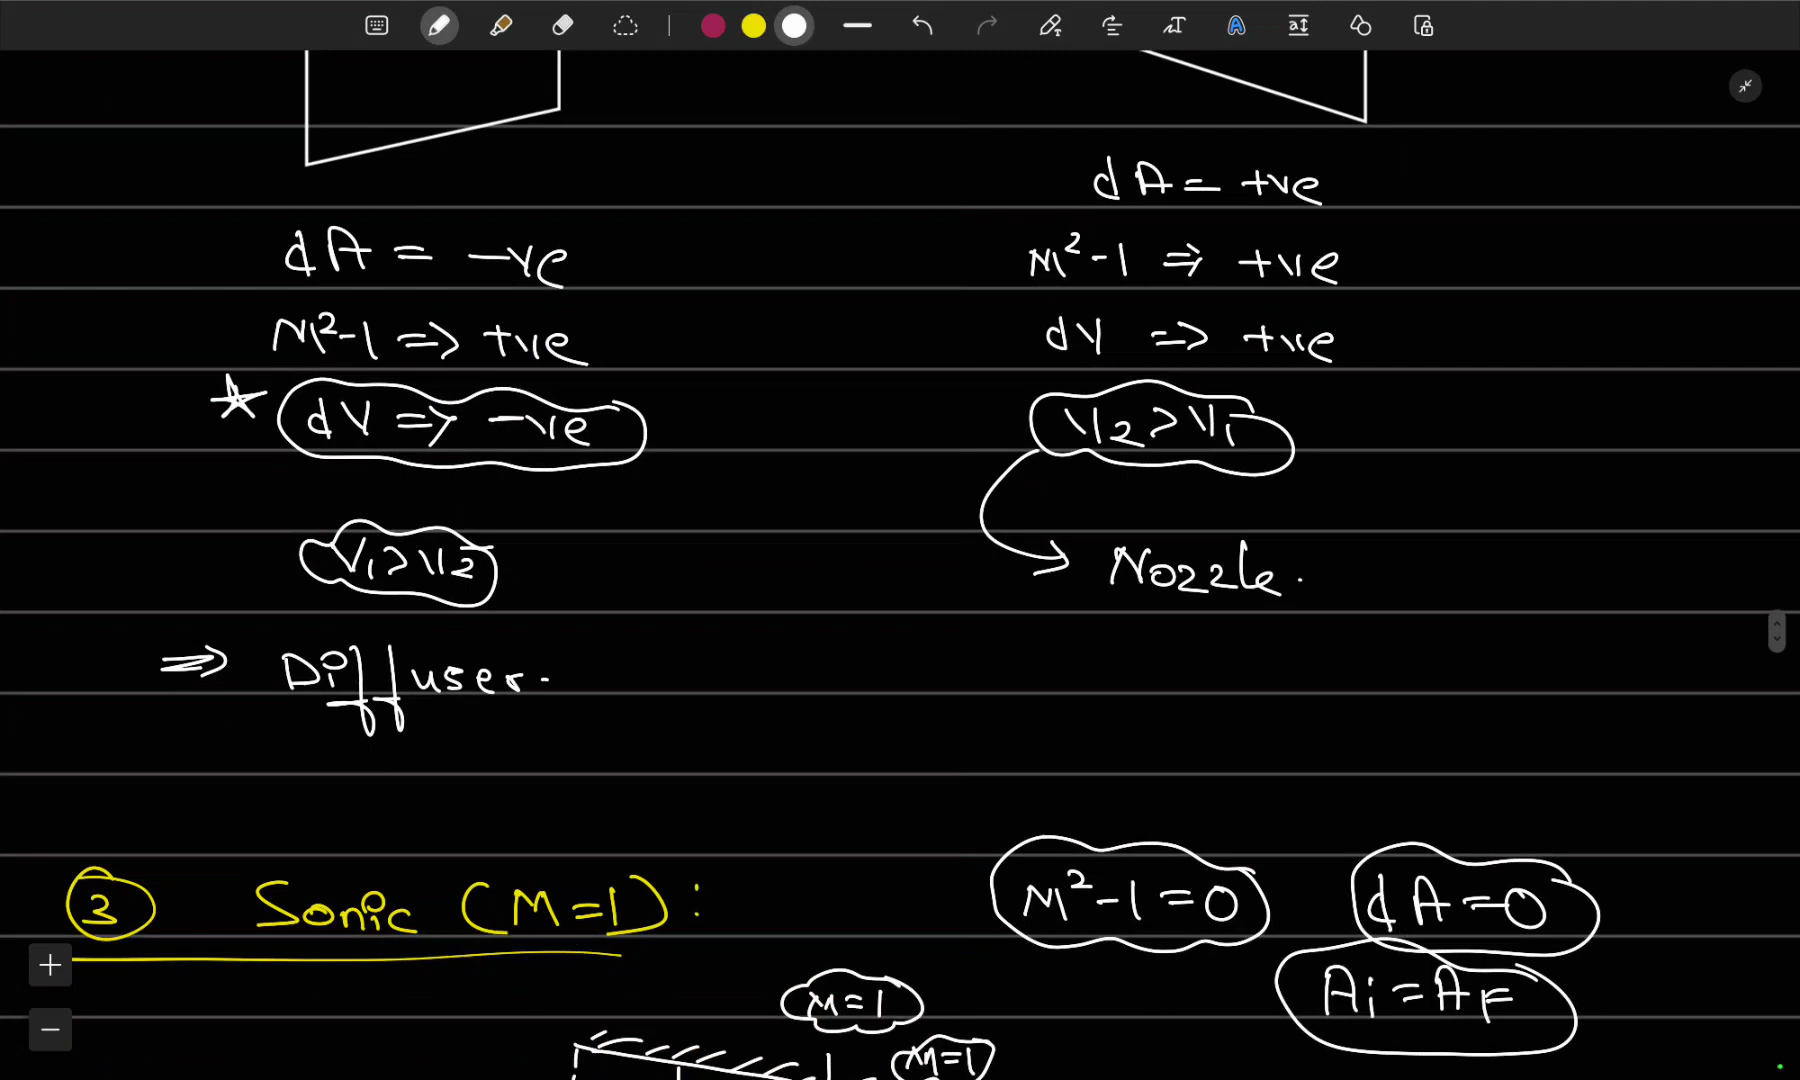 dA = +ve
dA = -ve
M²-1 => +ve
M²-1 => +ve
dV => +ve
dV => -ve
V2 > V1
V1 > V2
Nozzle.
=> Diffuser.
3 Sonic (M=1):
M²-1=0
dA=0
Ai = AF
M=1
M=1